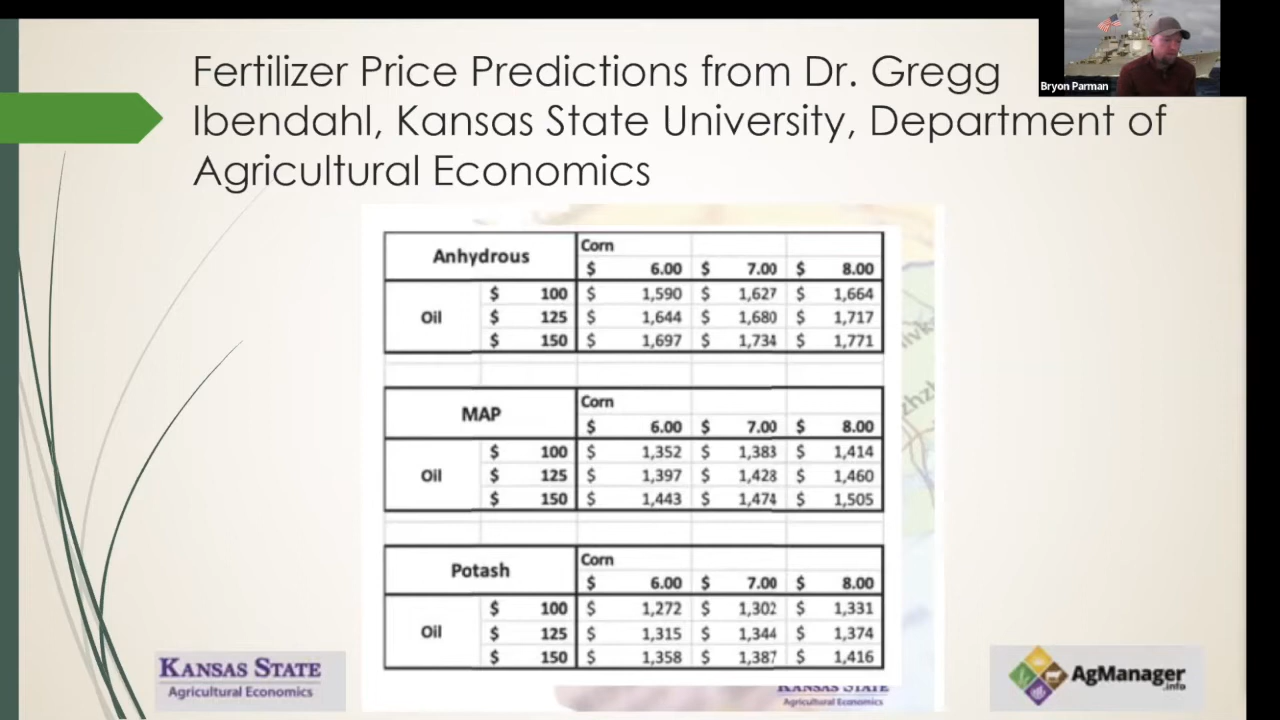 Fertilizer Price Predictions from Dr. Gregg
Ibendahl, Kansas State University, Department of
Agricultural Economics
Bryon Parman
Anhydrous
Corn
$ 6.00 $ 7.00 $ 8.00
Oil
$ 100 $ 1,590 $ 1,627 $ 1,664
$ 125 $ 1,644 $ 1,680 $ 1,717
$ 150 $ 1,697 $ 1,734 $ 1,771
MAP
Corn
$ 6.00 $ 7.00 $ 8.00
Oil
$ 100 $ 1,352 $ 1,383 $ 1,414
$ 125 $ 1,397 $ 1,428 $ 1,460
$ 150 $ 1,443 $ 1,474 $ 1,505
Potash
Corn
$ 6.00 $ 7.00 $ 8.00
Oil
$ 100 $ 1,272 $ 1,302 $ 1,331
$ 125 $ 1,315 $ 1,344 $ 1,374
$ 150 $ 1,358 $ 1,387 $ 1,416
KANSAS STATE
Agricultural Economics
KANSAS STATE
Agricultural Economics
AgManager
.info